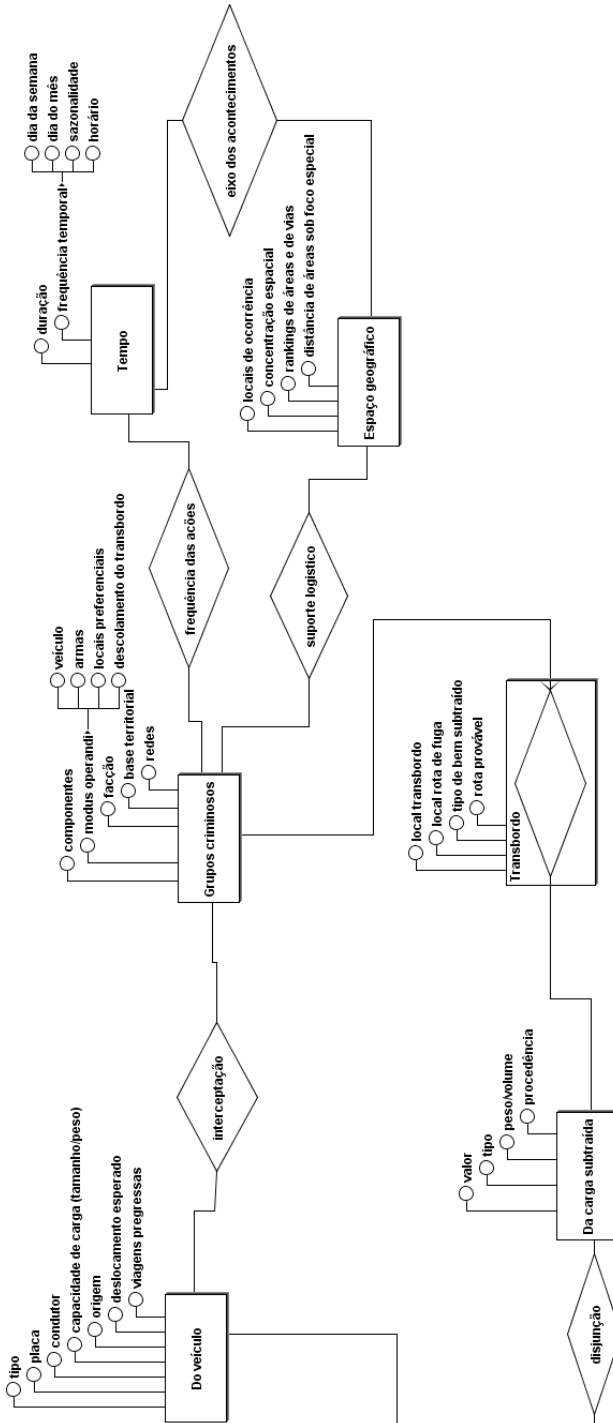 tipo
placa
condutor
capacidade de carga (tamanho/peso)
origem
deslocamento esperado
viagens pregressas
Do veículo
interceptação
componentes
modus operandi
veículo
armas
locais preferenciais
descolamento do transbordo
facção
base territorial
redes
Grupos criminosos
frequência das acões
duração
frequência temporal
dia da semana
dia do mês
sazonalidade
horário
Tempo
eixo dos acontecimentos
suporte logistico
locais de ocorrência
concentração espacial
rankings de áreas e de vias
distância de áreas sob foco especial
Espaço geográfico
local transbordo
local rota de fuga
tipo de bem subtraído
rota provável
Transbordo
valor
tipo
peso/volume
procedência
Da carga subtraída
disjunção